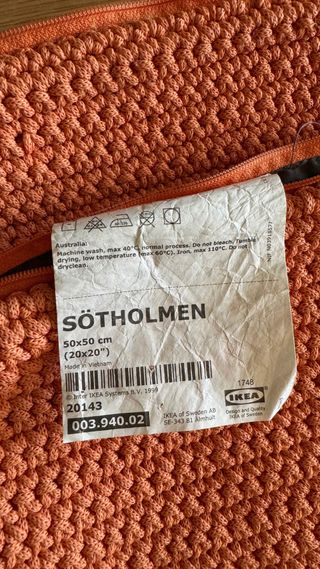 Australia:
Machine wash, max 40°C, normal process. Do not bleach. Tumble
drying, low temperature (max 60°C). Iron, max 110°C. Do not
dryclean.
SÖTHOLMEN
50x50 cm
(20x20")
Made in Vietnam
© Inter IKEA Systems B.V. 1999
20143
003.940.02
IKEA of Sweden AB
SE-343 81 Älmhult
1748
IKEA
Design and Quality
IKEA of Sweden